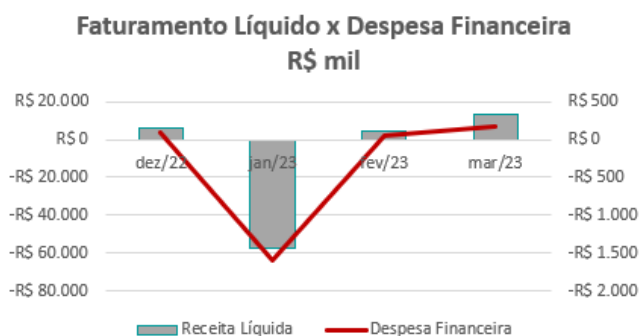 Faturamento Líquido x Despesa Financeira
R$ mil
R$ 20.000
R$ 0
-R$ 20.000
-R$ 40.000
-R$ 60.000
-R$ 80.000
dez/22
jan/23
fev/23
mar/23
R$ 500
R$ 0
-R$ 500
-R$ 1.000
-R$ 1.500
-R$ 2.000
Receita Líquida
Despesa Financeira